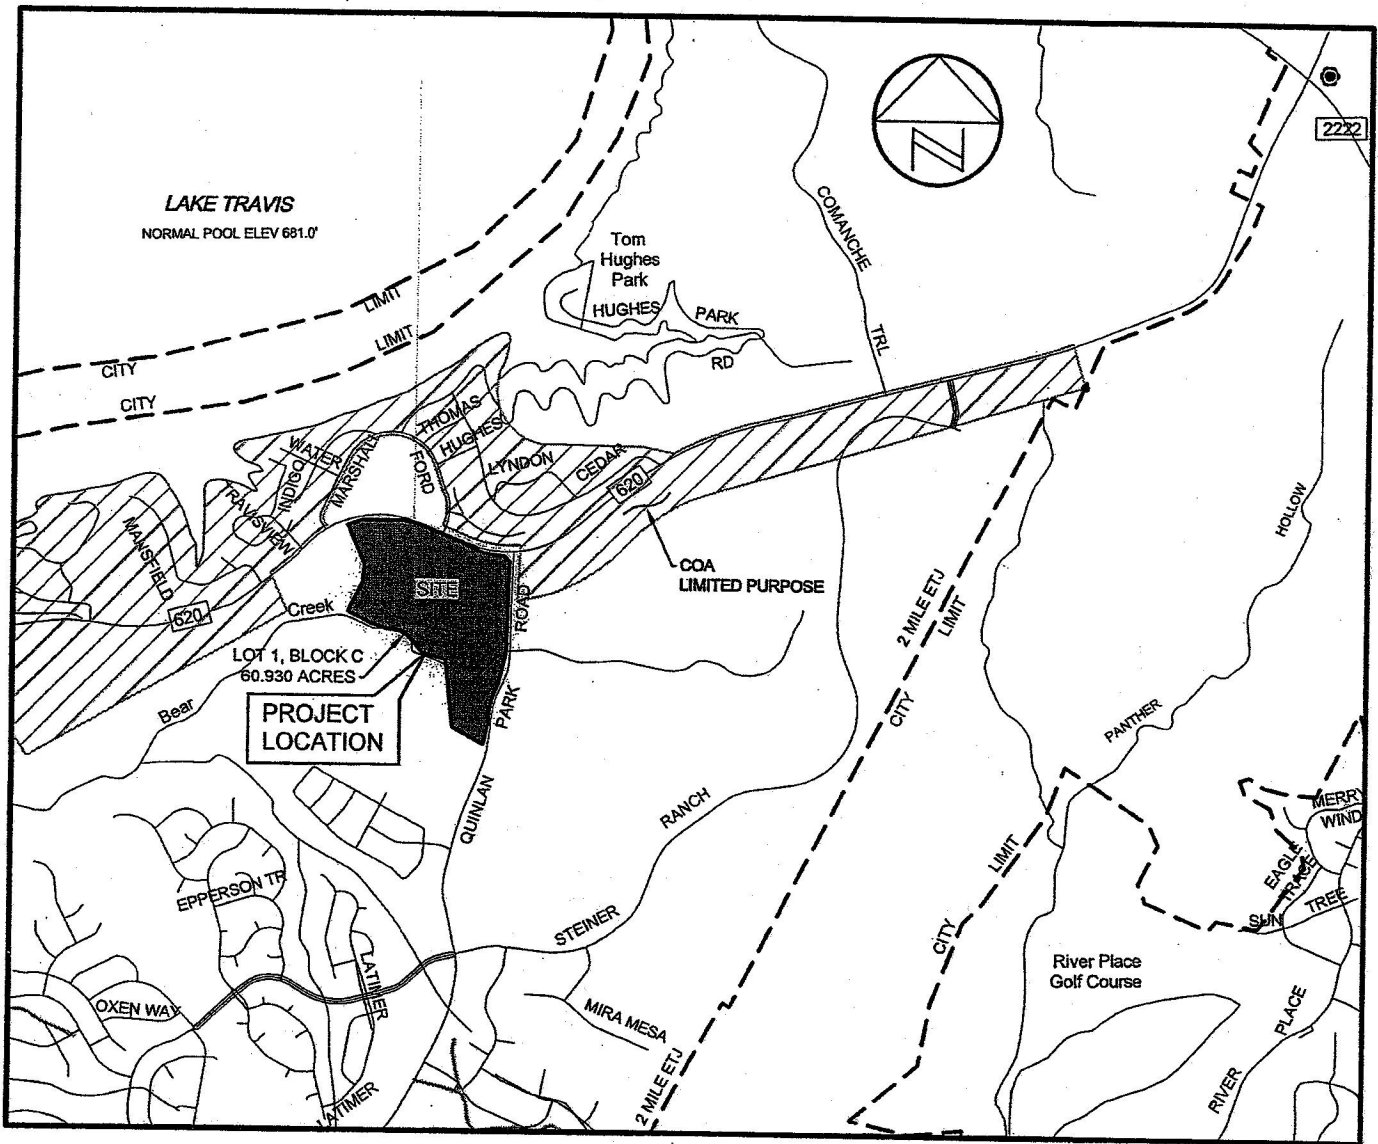 2222
LAKE TRAVIS
NORMAL POOL ELEV 681.0'
N
COMANCHE
TRL
Tom
Hughes
Park
HUGHES
PARK
RD
LIMIT
CITY
LIMIT
CITY
THOMAS
HUGHES
WATER
INDIGO
MARSHALL
FORD
LYNDON
CEDAR
620
TRAVISVIEW
MANSFIELD
620
HOLLOW
COA
LIMITED PURPOSE
SITE
ROAD
Creek
2 MILE ETJ
LIMIT
CITY
LOT 1, BLOCK C
60.930 ACRES
Bear
PROJECT
LOCATION
PARK
PANTHER
QUINLAN
RANCH
MERRY
WIND
LIMIT
EAGLE
TRACE
EPPERSON TR
STEINER
CITY
SUN
TREE
LATIMER
River Place
Golf Course
OXEN WAY
MIRA MESA
PLACE
RIVER
2 MILE ETJ
LATIMER